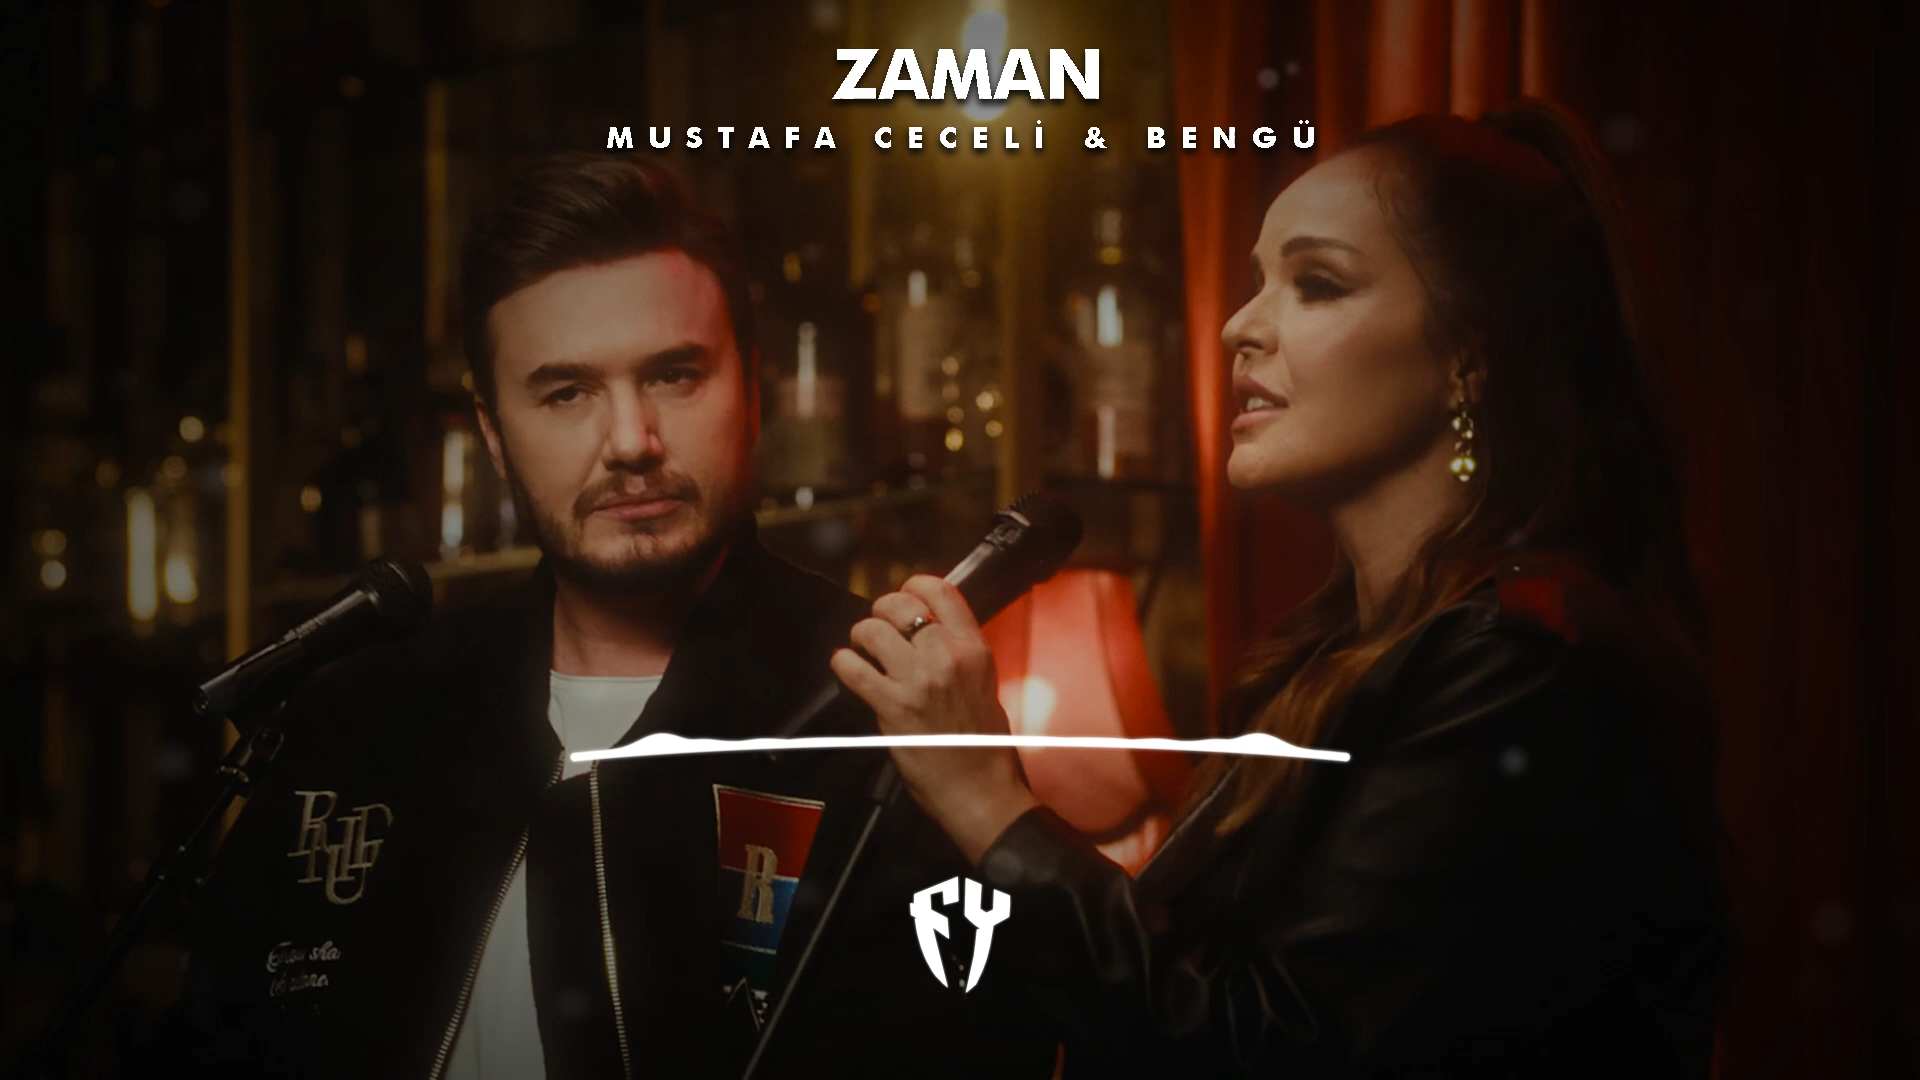 ZAMAN
MUSTAFA CECELİ & BENGÜ
R
FY